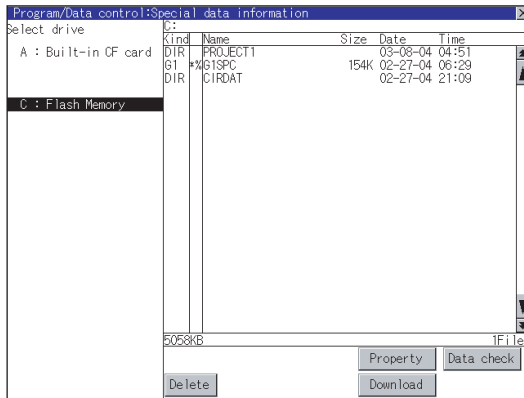 Program/Data control:Special data information
Select drive
A : Built-in CF card
C : Flash Memory
C:
Kind Name Size Date Time
DIR PROJECT1 03-08-04 04:51
G1 *%G1SPC 154K 02-27-04 06:29
DIR CIRDAT 02-27-04 21:09
5058KB 1File
Property Data check
Delete Download